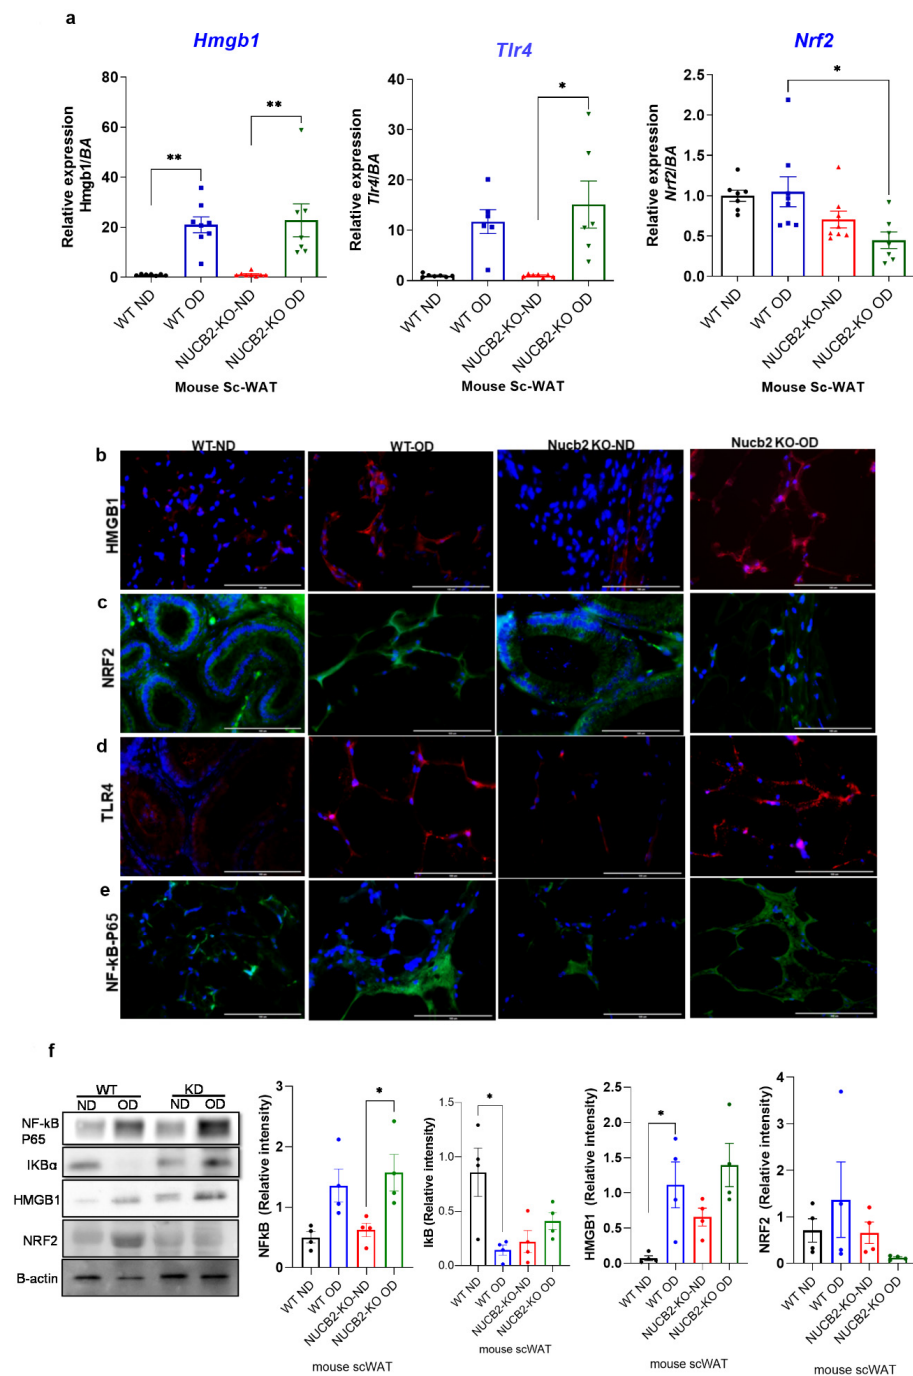 a
Hmgb1
Tlr4
Nrf2
Relative expression
Hmgb1/BA
80
60
40
20
0
**
**
WT ND
WT OD
NUCB2-KO-ND
NUCB2-KO OD
Mouse Sc-WAT
Relative expression
Tlr4/BA
40
30
20
10
0
*
WT ND
WT OD
NUCB2-KO-ND
NUCB2-KO OD
Mouse Sc-WAT
Relative expression
Nrf2/BA
2.5
2.0
1.5
1.0
0.5
0.0
*
WT ND
WT OD
NUCB2-KO-ND
NUCB2-KO OD
Mouse Sc-WAT
WT-ND
WT-OD
Nucb2 KO-ND
Nucb2 KO-OD
b
HMGB1
c
NRF2
d
TLR4
e
NF-kB-P65
f
WT
KD
ND
OD
ND
OD
NF-kB
P65
IKBα
HMGB1
NRF2
B-actin
NFkB (Relative intensity)
3
2
1
0
*
WT ND
WT OD
NUCB2-KO-ND
NUCB2-KO OD
mouse scWAT
IkB (Relative intensity)
1.5
1.0
0.5
0.0
*
WT ND
WT OD
NUCB2-KO-ND
NUCB2-KO OD
mouse scWAT
HMGB1 (Relative intensity)
2.5
2.0
1.5
1.0
0.5
0.0
*
WT ND
WT OD
NUCB2-KO-ND
NUCB2-KO OD
mouse scWAT
NRF2 (Relative intensity)
4
3
2
1
0
WT ND
WT OD
NUCB2-KO-ND
NUCB2-KO OD
mouse scWAT